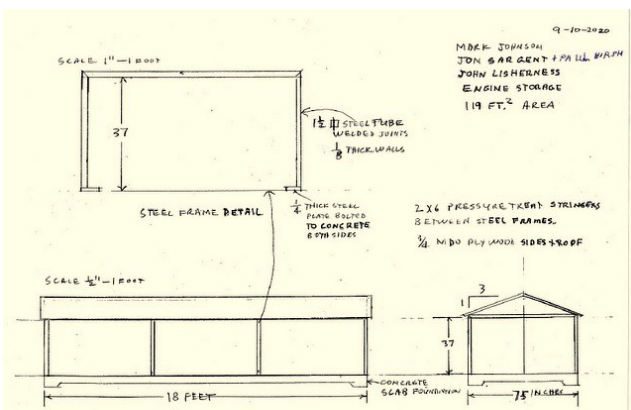 9-10-2020
MARK JOHNSON
JON SARGENT + PAUL HIRSH
JOHN LISHERNESS
ENGINE STORAGE
119 FT.² AREA
SCALE 1"-1 FOOT
37
1½ STEEL TUBE
WELDED JOINTS
⅛ THICK WALLS
STEEL FRAME DETAIL
¼ THICK STEEL
PLATE BOLTED
TO CONCRETE
BOTH SIDES
2 X 6 PRESSURE TREAT STRINGERS
BETWEEN STEEL FRAMES.
PLYWOOD SIDES & ROOF
SCALE ½"-1 FOOT
1 3
37
CONCRETE
SLAB FOUNDATION
18 FEET
75 INCHES